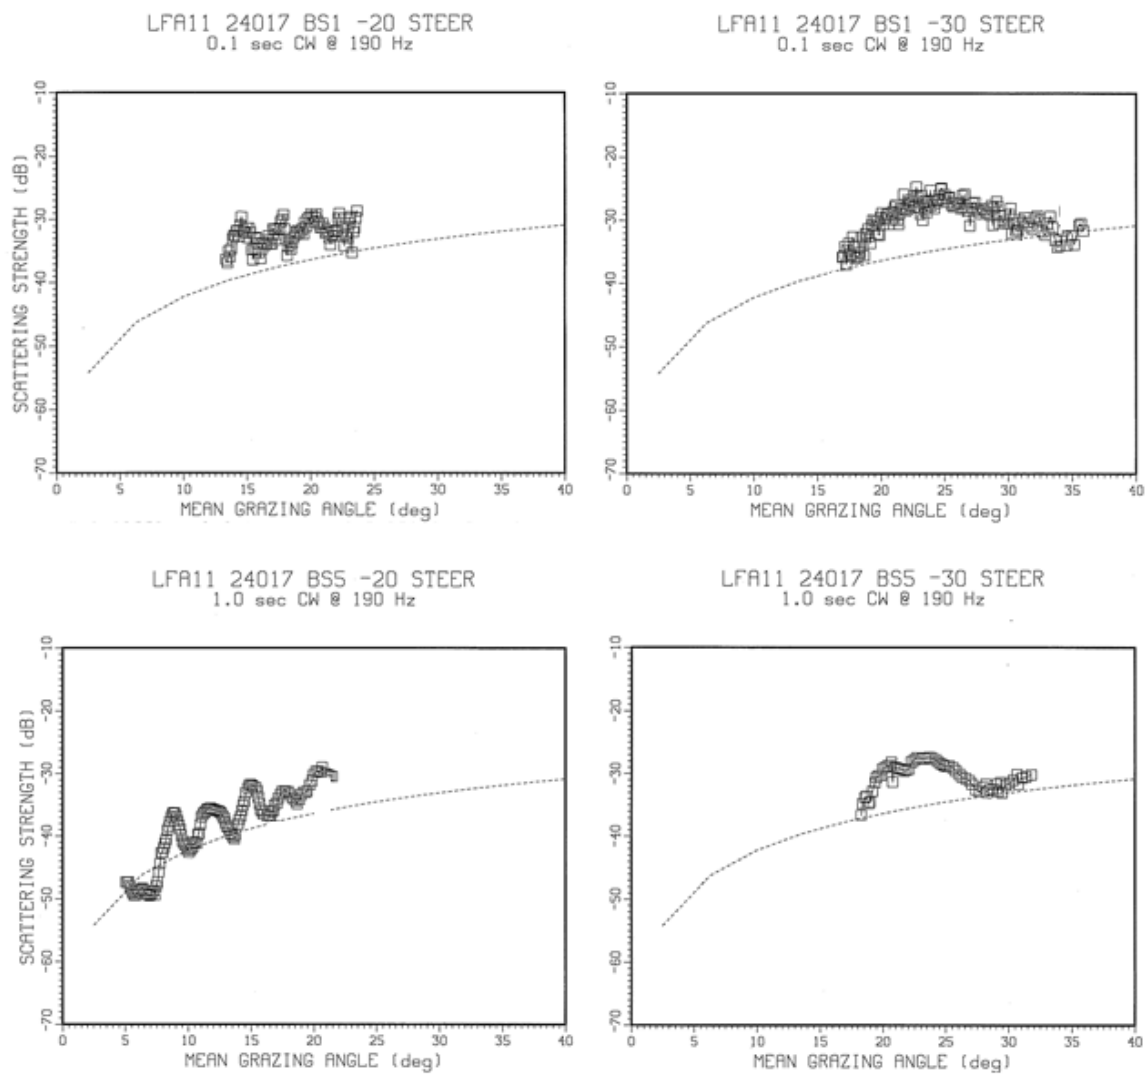 LFA11 24017 BS1 -20 STEER
0.1 sec CW @ 190 Hz
SCATTERING STRENGTH (dB)
-10
-20
-30
-40
-50
-60
-70
0 5 10 15 20 25 30 35 40
MEAN GRAZING ANGLE (deg)
LFA11 24017 BS1 -30 STEER
0.1 sec CW @ 190 Hz
-10
-20
-30
-40
-50
-60
-70
0 5 10 15 20 25 30 35 40
MEAN GRAZING ANGLE (deg)
LFA11 24017 BS5 -20 STEER
1.0 sec CW @ 190 Hz
SCATTERING STRENGTH (dB)
-10
-20
-30
-40
-50
-60
-70
0 5 10 15 20 25 30 35 40
MEAN GRAZING ANGLE (deg)
LFA11 24017 BS5 -30 STEER
1.0 sec CW @ 190 Hz
-10
-20
-30
-40
-50
-60
-70
0 5 10 15 20 25 30 35 40
MEAN GRAZING ANGLE (deg)